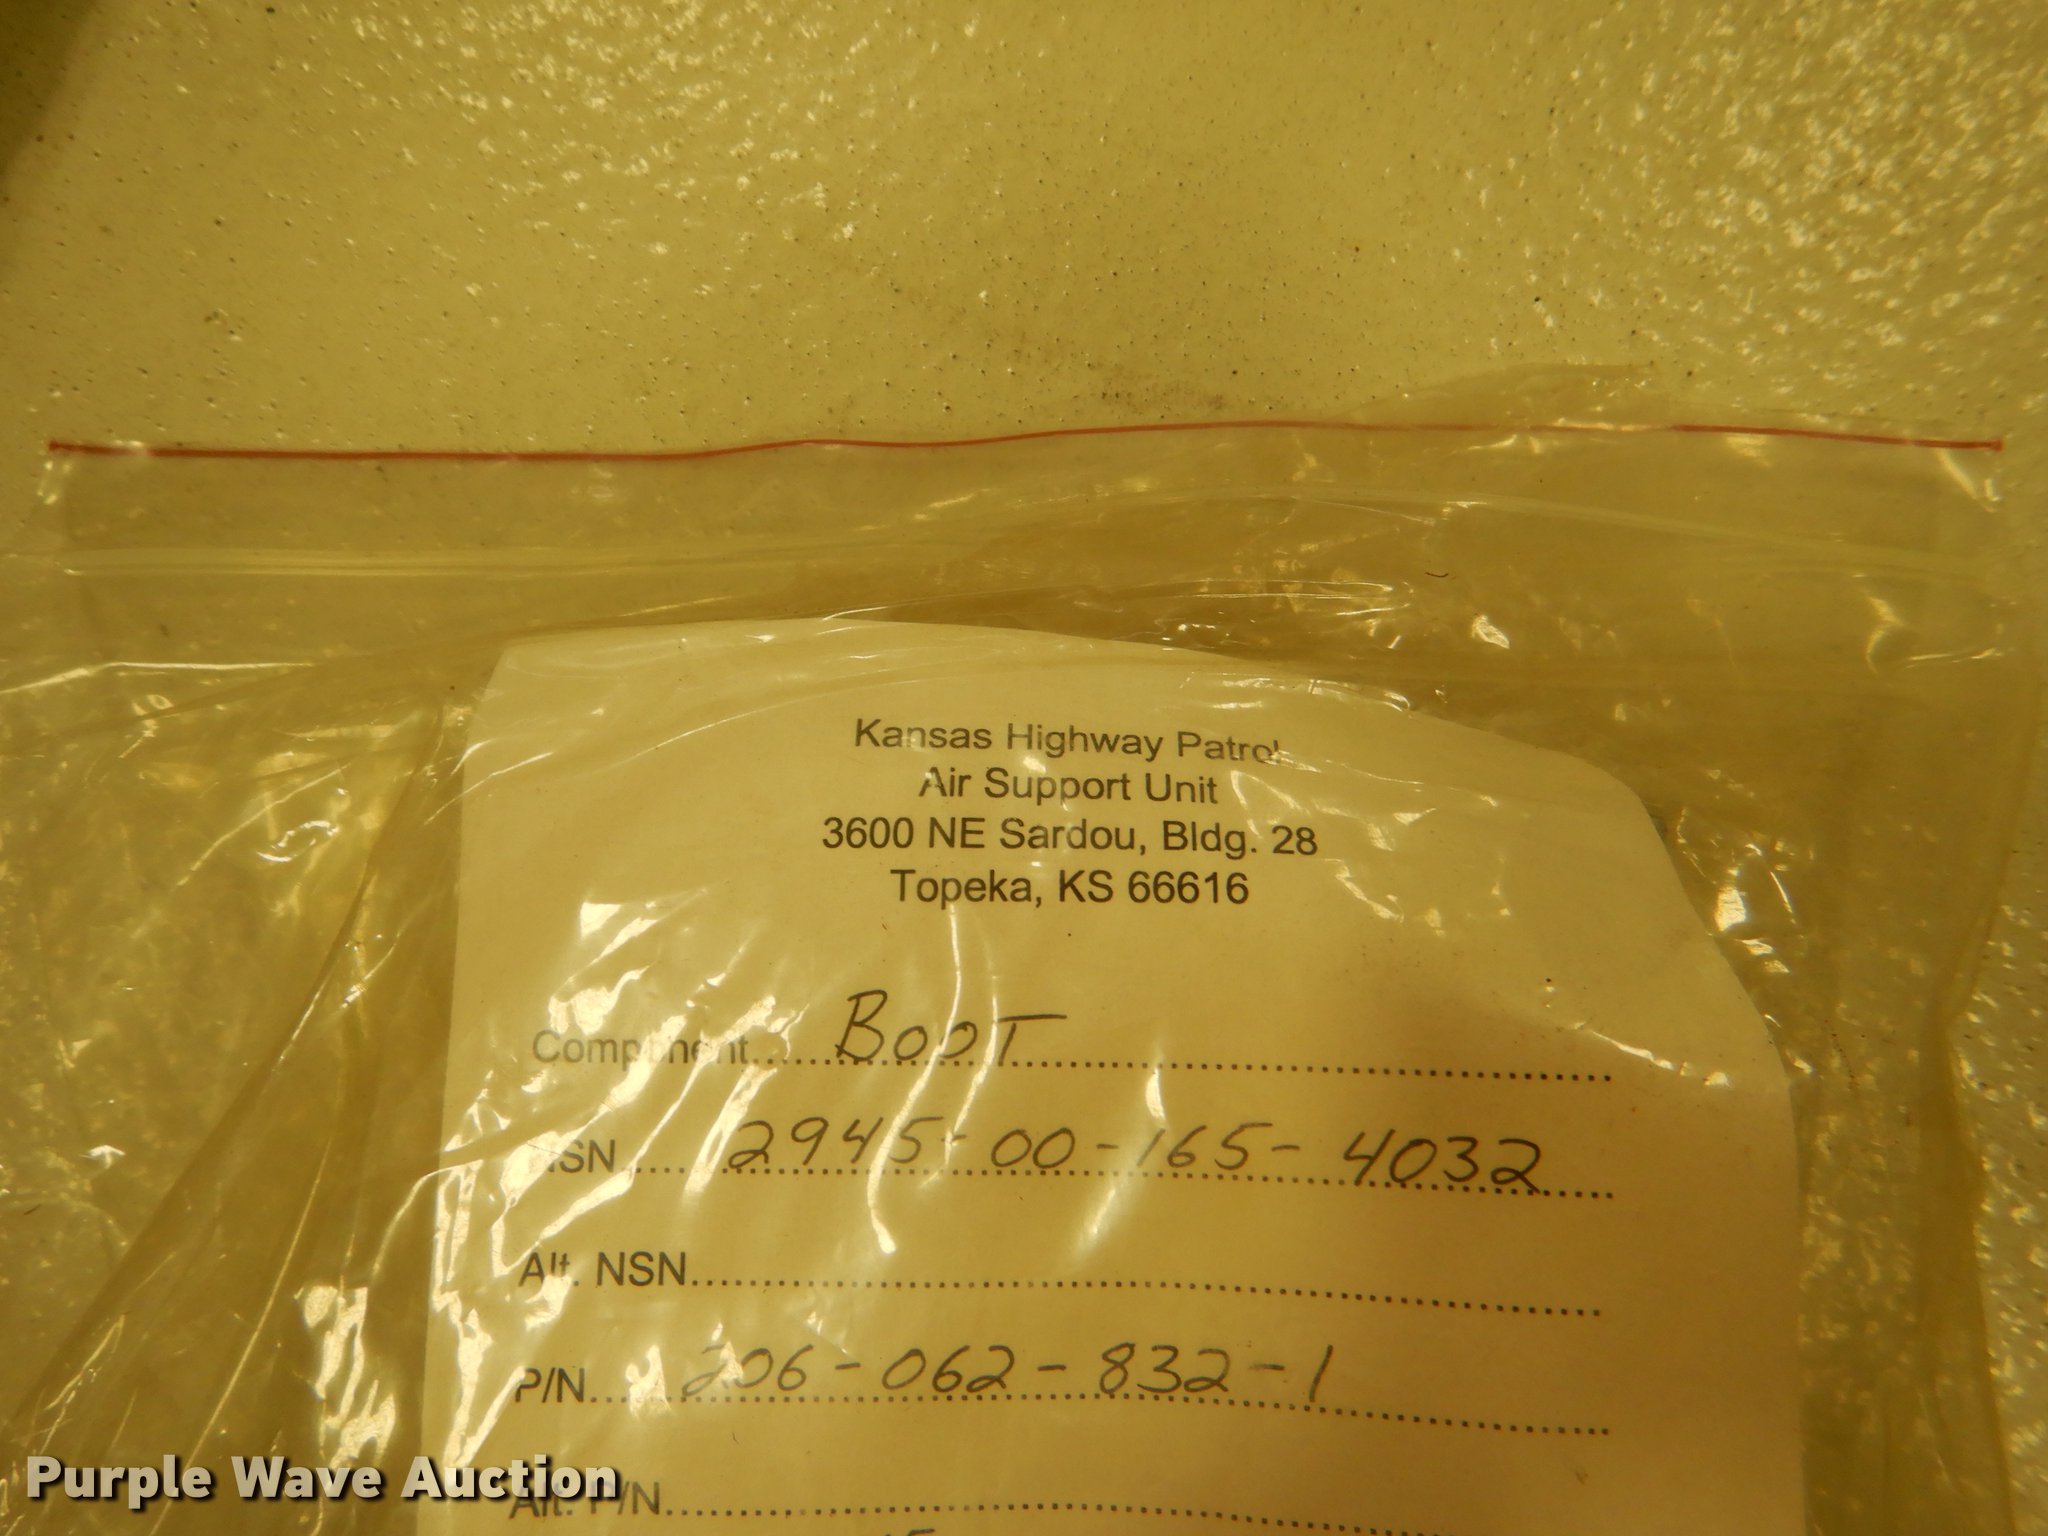 Kansas Highway Patrol
Air Support Unit
3600 NE Sardou, Bldg. 28
Topeka, KS 66616
Component.....BOOT
NSN.....2945-00-165-4032
Alt. NSN
P/N.....206-062-832-1
Alt. P/N
Purple Wave Auction